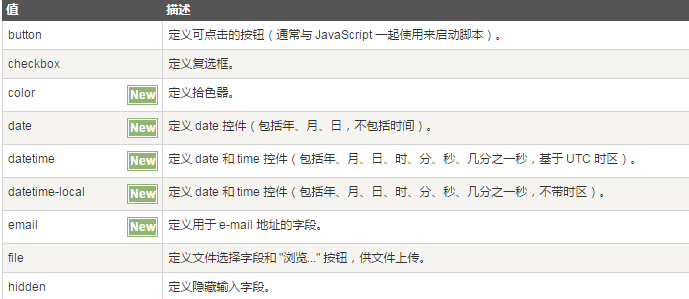 值 描述
button 定义可点击的按钮（通常与 JavaScript 一起使用来启动脚本）。
checkbox 定义复选框。
color New 定义拾色器。
date New 定义 date 控件（包括年、月、日，不包括时间）。
datetime New 定义 date 和 time 控件（包括年、月、日、时、分、秒、几分之一秒，基于 UTC 时区）。
datetime-local New 定义 date 和 time 控件（包括年、月、日、时、分、秒、几分之一秒，不带时区）。
email New 定义用于 e-mail 地址的字段。
file 定义文件选择字段和 "浏览..." 按钮，供文件上传。
hidden 定义隐藏输入字段。